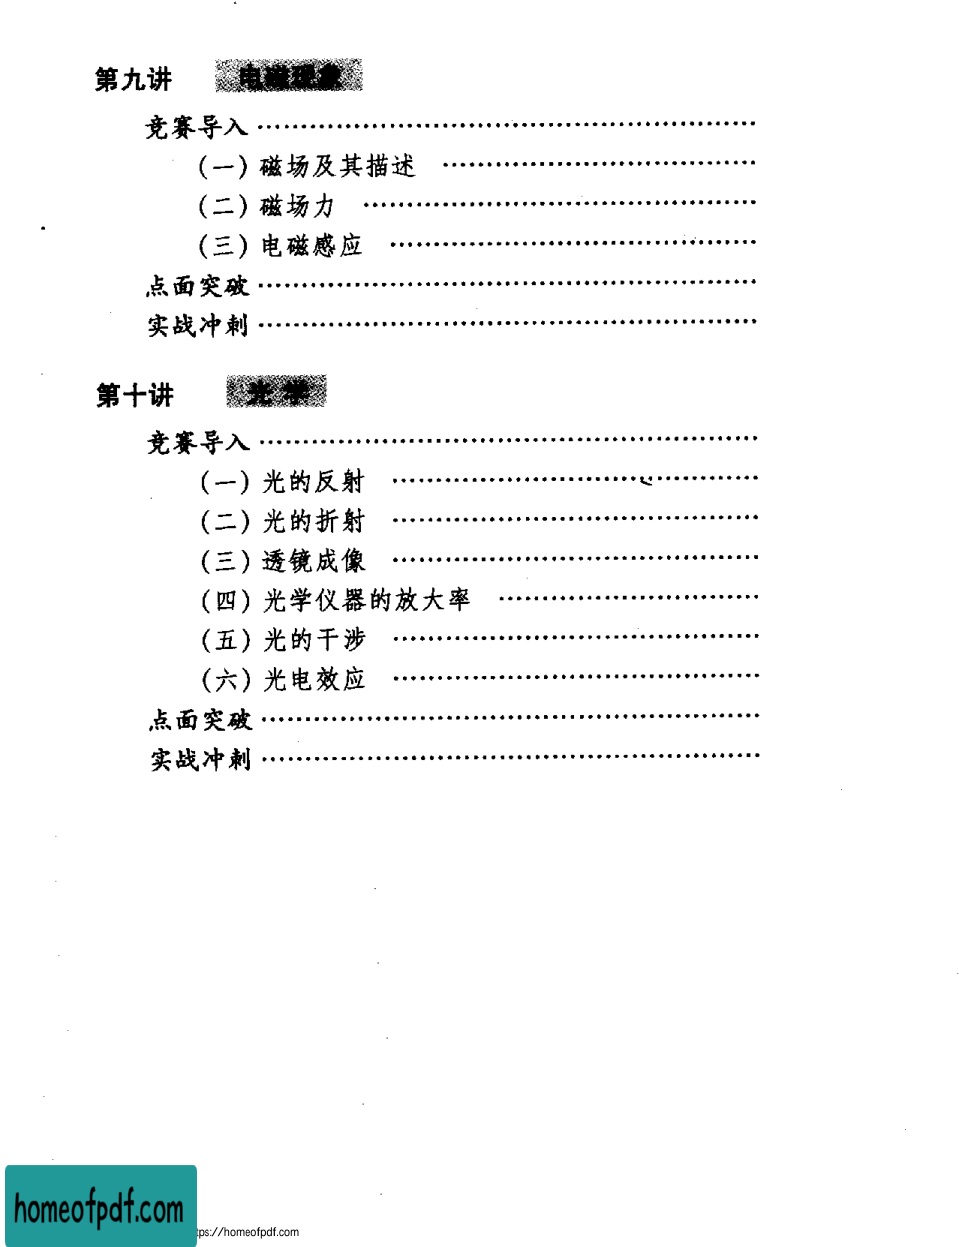 第九讲 电磁现象
竞赛导入 ………………………………………………
(一) 磁场及其描述 ………………………………
(二) 磁场力 ………………………………………
(三) 电磁感应 ……………………………………
点面突破 ………………………………………………
实战冲刺 ………………………………………………
第十讲 光学
竞赛导入 ………………………………………………
(一) 光的反射 ……………………………………
(二) 光的折射 ……………………………………
(三) 透镜成像 ……………………………………
(四) 光学仪器的放大率 …………………………
(五) 光的干涉 ……………………………………
(六) 光电效应 ……………………………………
点面突破 ………………………………………………
实战冲刺 ………………………………………………
homeofpdf.com
tps://homeofpdf.com